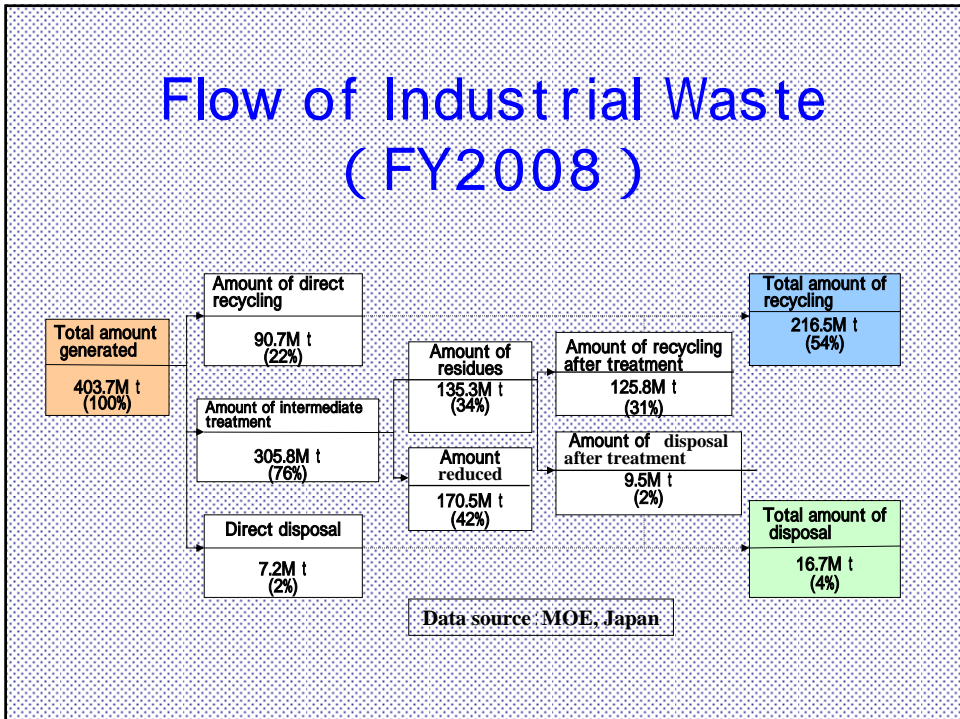 Flow of Industrial Waste
( FY2008 )
Total amount
generated
403.7M t
(100%)
Amount of direct
recycling
90.7M t
(22%)
Amount of intermediate
treatment
305.8M t
(76%)
Direct disposal
7.2M t
(2%)
Amount of
residues
135.3M t
(34%)
Amount
reduced
170.5M t
(42%)
Amount of recycling
after treatment
125.8M t
(31%)
Amount of disposal
after treatment
9.5M t
(2%)
Total amount of
recycling
216.5M t
(54%)
Total amount of
disposal
16.7M t
(4%)
Data source : MOE, Japan